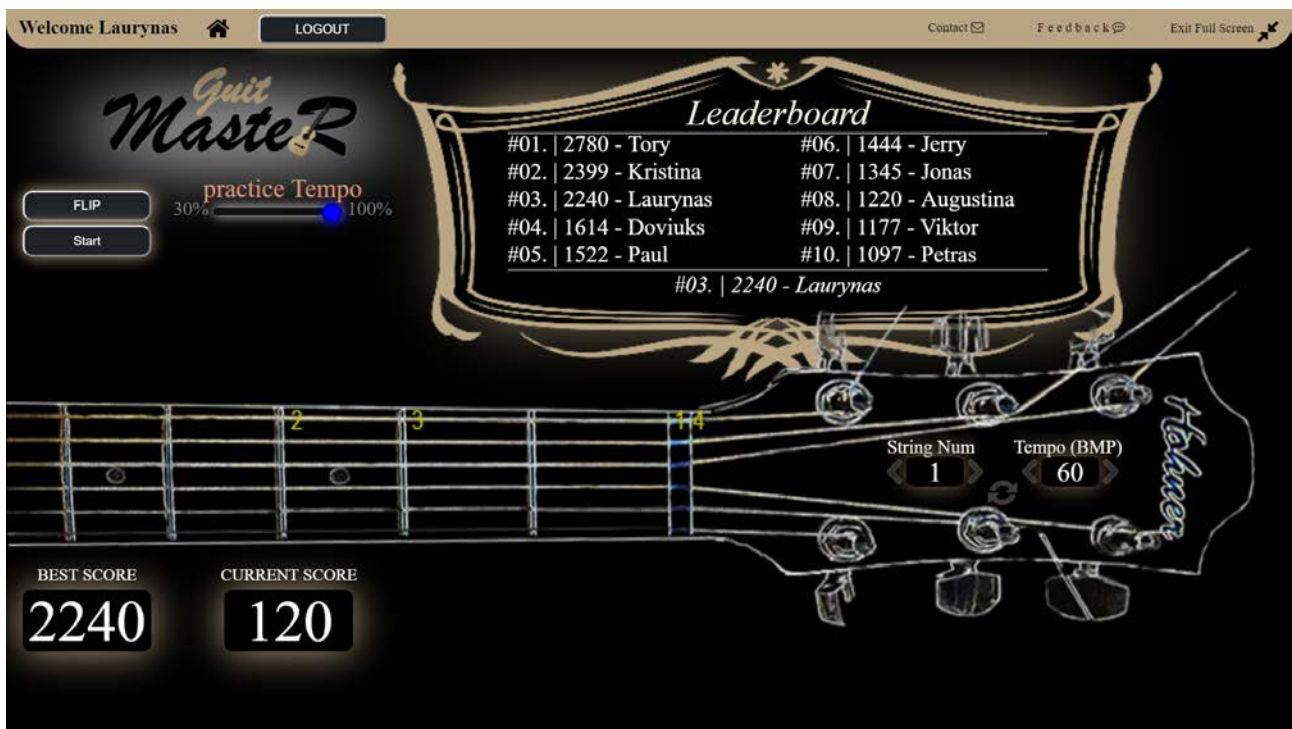 Welcome Laurynas
LOGOUT
Contact
Feedback
Exit Full Screen
Guit
MasteR
practice Tempo
30%
100%
FLIP
Start
Leaderboard
#01. | 2780 - Tory
#02. | 2399 - Kristina
#03. | 2240 - Laurynas
#04. | 1614 - Doviuks
#05. | 1522 - Paul
#06. | 1444 - Jerry
#07. | 1345 - Jonas
#08. | 1220 - Augustina
#09. | 1177 - Viktor
#10. | 1097 - Petras
#03. | 2240 - Laurynas
2
3
1 4
String Num
1
Tempo (BMP)
60
Hohner
BEST SCORE
2240
CURRENT SCORE
120